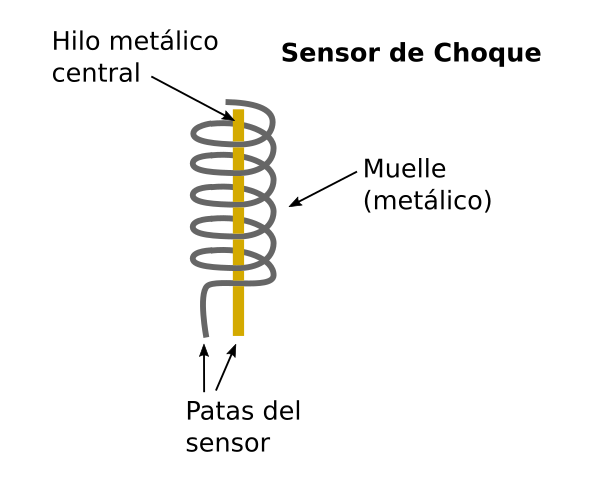 Hilo metálico
central
Sensor de Choque
Muelle
(metálico)
Patas del
sensor